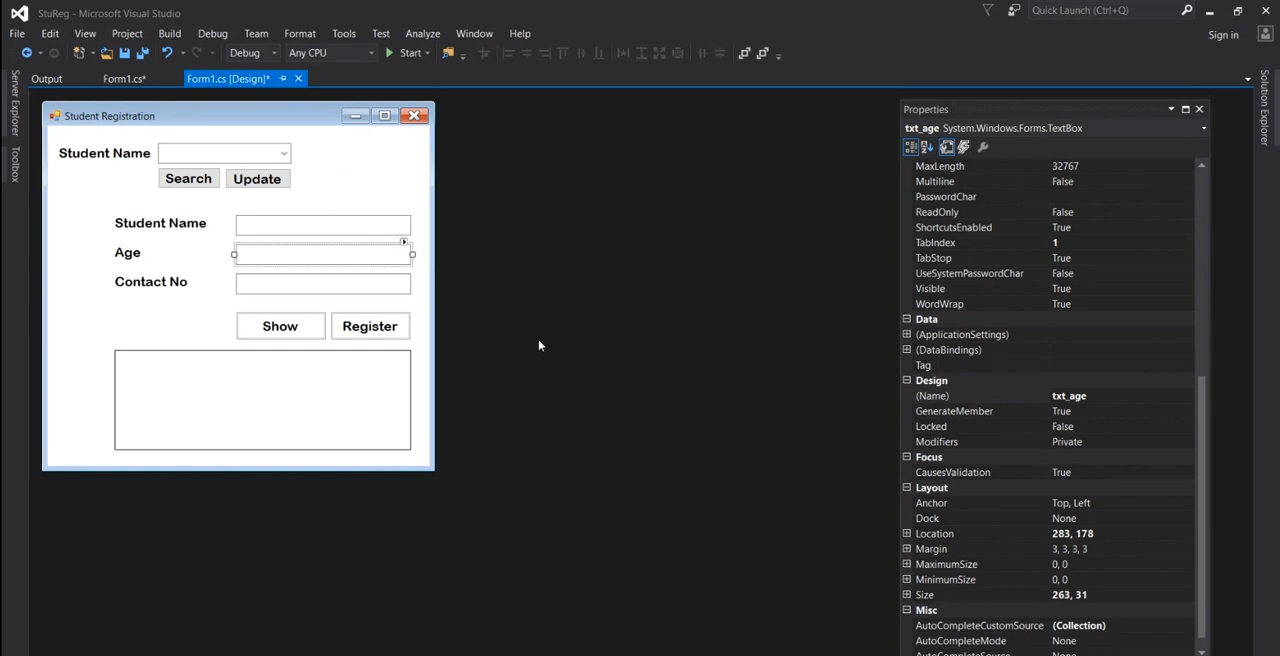 StuReg - Microsoft Visual Studio
Quick Launch (Ctrl+Q)
File Edit View Project Build Debug Team Format Tools Test Analyze Window Help
Sign in
Debug Any CPU Start
Server Explorer
Toolbox
Output Form1.cs* Form1.cs [Design]*
Solution Explorer
Student Registration
Student Name
Search Update
Student Name
Age
Contact No
Show Register
Properties
txt_age System.Windows.Forms.TextBox
MaxLength 32767
Multiline False
PasswordChar
ReadOnly False
ShortcutsEnabled True
TabIndex 1
TabStop True
UseSystemPasswordChar False
Visible True
WordWrap True
Data
(ApplicationSettings)
(DataBindings)
Tag
Design
(Name) txt_age
GenerateMember True
Locked False
Modifiers Private
Focus
CausesValidation True
Layout
Anchor Top, Left
Dock None
Location 283, 178
Margin 3, 3, 3, 3
MaximumSize 0, 0
MinimumSize 0, 0
Size 263, 31
Misc
AutoCompleteCustomSource (Collection)
AutoCompleteMode None
AutoCompleteSource None